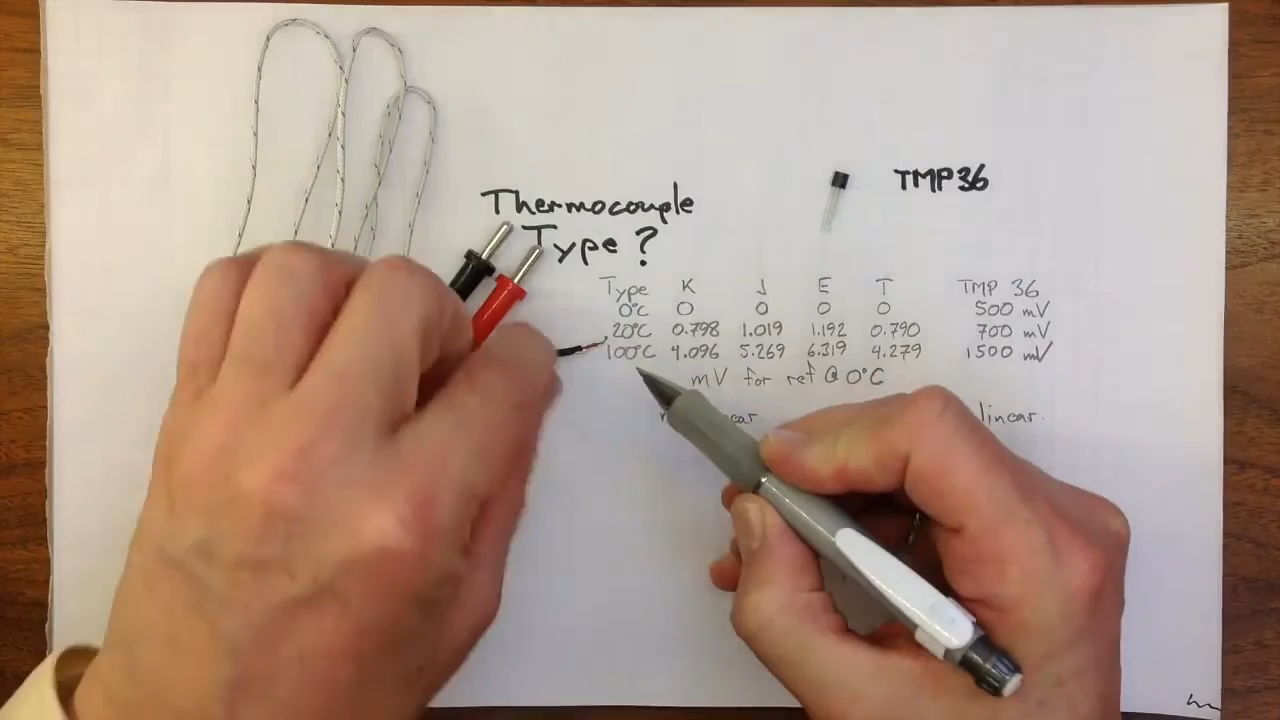 TMP36
Thermocouple
Type?
Type K J E T TMP 36
0°C 0 0 0 0 500 mV
20°C 0.798 1.019 1.192 0.790 700 mV
100°C 4.096 5.269 6.319 4.279 1500 mV
mV for ref @ 0°C
linear.